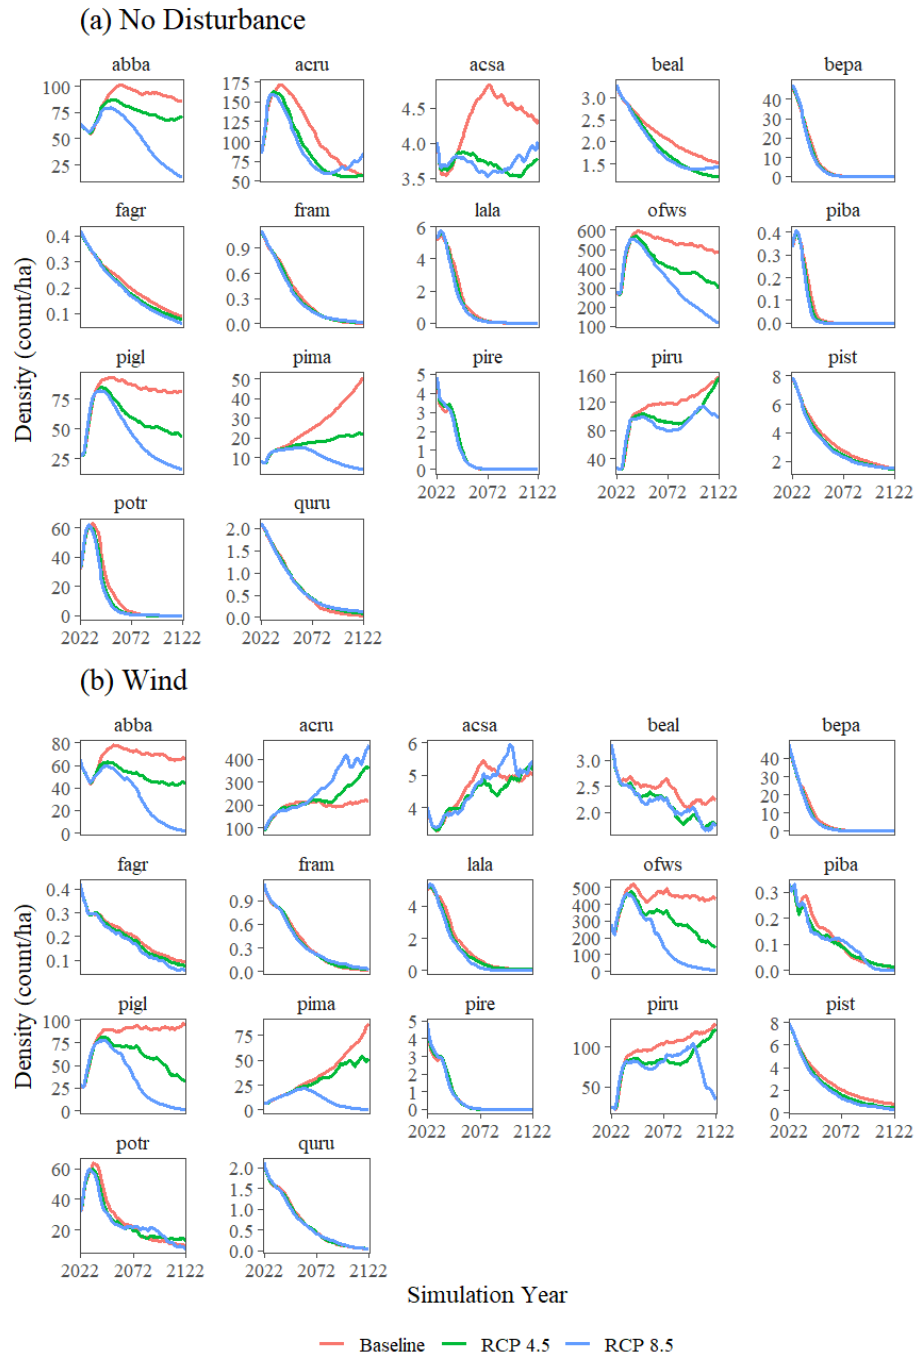 (a) No Disturbance
abba acru acsa beal bepa
100 75 50 25
175 150 125 100 75 50
4.5 4.0 3.5
3.0 2.5 2.0 1.5
40 30 20 10 0
fagr fram lala ofws piba
0.4 0.3 0.2 0.1
0.9 0.6 0.3 0.0
6 4 2 0
600 500 400 300 200 100
0.4 0.3 0.2 0.1 0.0
Density (count/ha)
pigl pima pire piru pist
75 50 25
50 40 30 20 10
5 4 3 2 1 0
160 120 80 40
8 6 4 2
2022 2072 2122
2022 2072 2122
2022 2072 2122
potr quru
60 40 20 0
2.0 1.5 1.0 0.5 0.0
2022 2072 2122
2022 2072 2122
(b) Wind
abba acru acsa beal bepa
80 60 40 20 0
400 300 200 100
6 5 4
3.0 2.5 2.0
40 30 20 10 0
fagr fram lala ofws piba
0.4 0.3 0.2 0.1
0.9 0.6 0.3 0.0
4 2 0
500 400 300 200 100 0
0.3 0.2 0.1 0.0
Density (count/ha)
pigl pima pire piru pist
100 75 50 25 0
75 50 25 0
5 4 3 2 1 0
100 50
8 6 4 2 0
2022 2072 2122
2022 2072 2122
2022 2072 2122
potr quru
60 40 20
2.0 1.5 1.0 0.5 0.0
2022 2072 2122
2022 2072 2122
Simulation Year
Baseline RCP 4.5 RCP 8.5